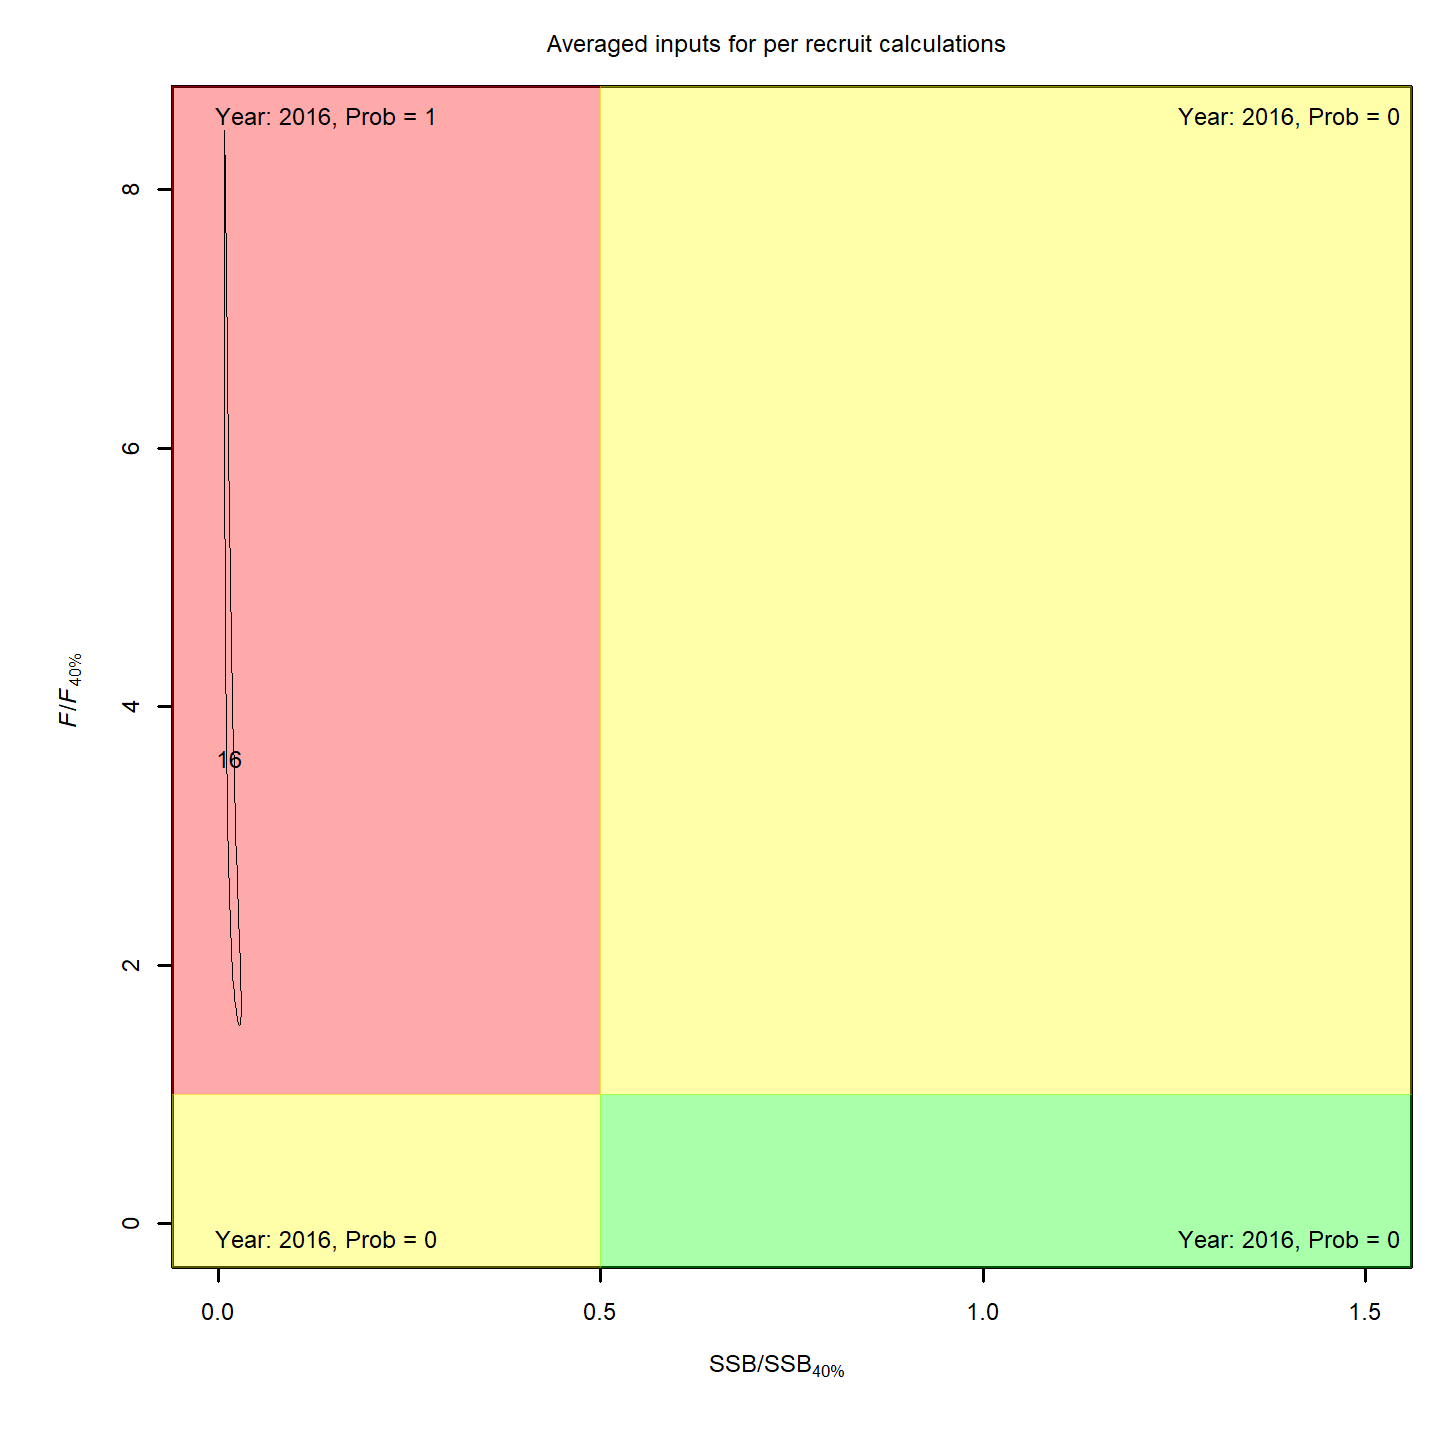 Averaged inputs for per recruit calculations
Year: 2016, Prob = 1
Year: 2016, Prob = 0
8
6
F/F40%
4
16
2
0
Year: 2016, Prob = 0
Year: 2016, Prob = 0
0.0
0.5
1.0
1.5
SSB/SSB40%